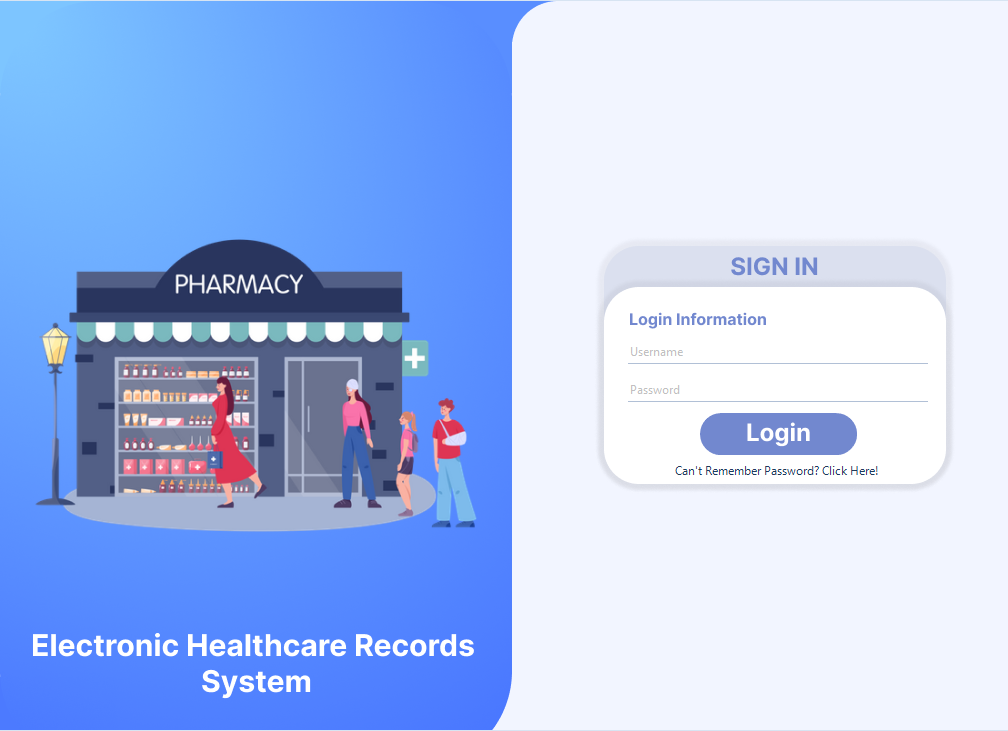 PHARMACY
Electronic Healthcare Records
System
SIGN IN
Login Information
Username
Password
Login
Can't Remember Password? Click Here!